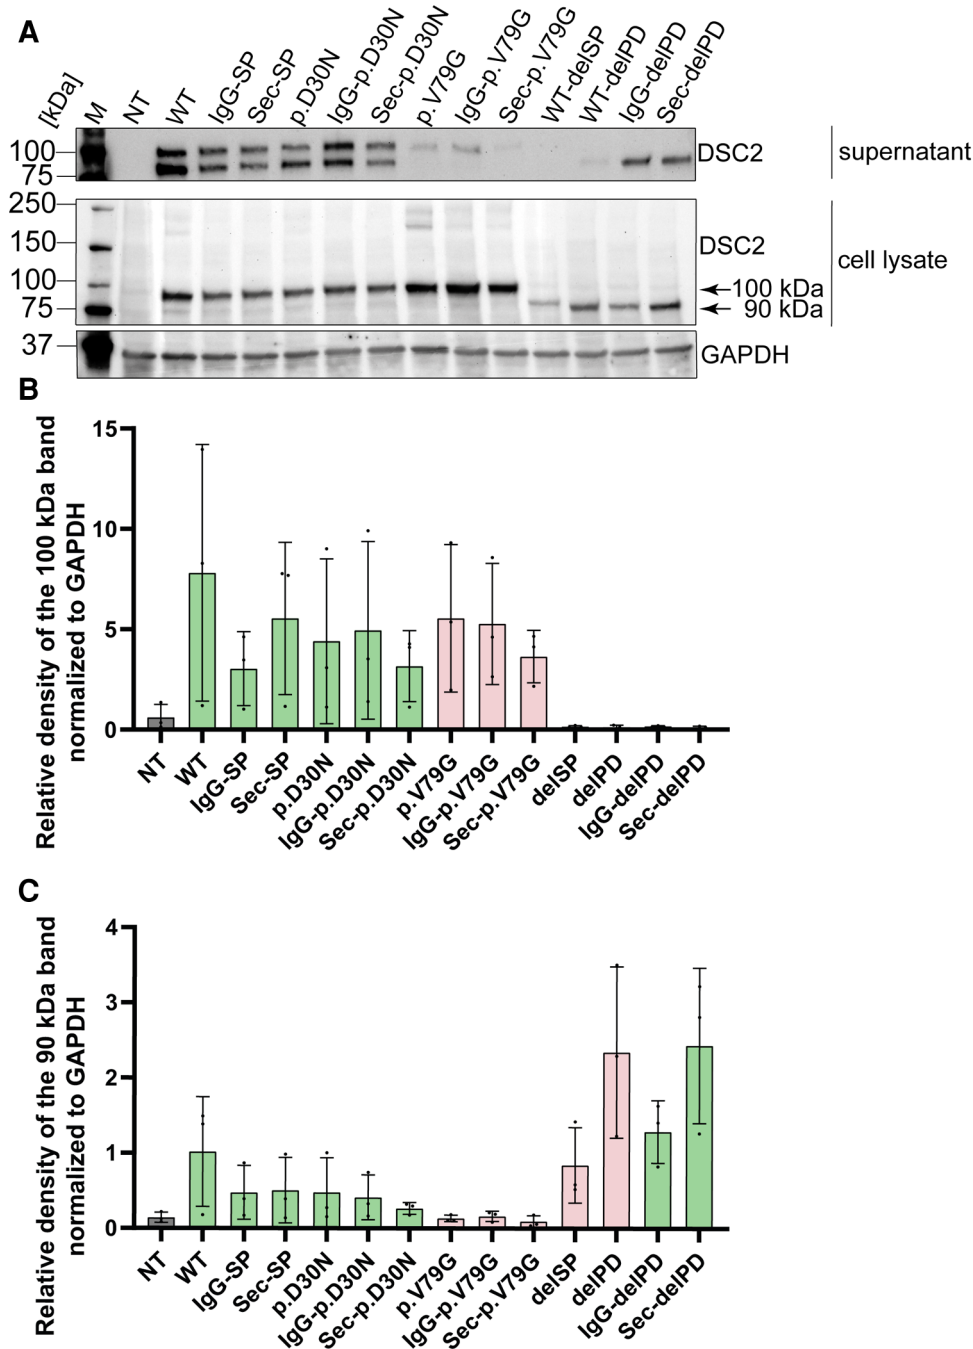 A
[kDa]
M
NT
WT
IgG-SP
Sec-SP
p.D30N
IgG-p.D30N
Sec-p.D30N
p.V79G
IgG-p.V79G
Sec-p.V79G
WT-delSP
WT-delPD
IgG-delPD
Sec-delPD
100
75
DSC2
supernatant
250
150
100
75
DSC2
100 kDa
90 kDa
cell lysate
37
GAPDH
B
Relative density of the 100 kDa band
normalized to GAPDH
15
10
5
0
NT
WT
IgG-SP
Sec-SP
p.D30N
IgG-p.D30N
Sec-p.D30N
p.V79G
IgG-p.V79G
Sec-p.V79G
delSP
delPD
IgG-delPD
Sec-delPD
C
Relative density of the 90 kDa band
normalized to GAPDH
4
3
2
1
0
NT
WT
IgG-SP
Sec-SP
p.D30N
IgG-p.D30N
Sec-p.D30N
p.V79G
IgG-p.V79G
Sec-p.V79G
delSP
delPD
IgG-delPD
Sec-delPD